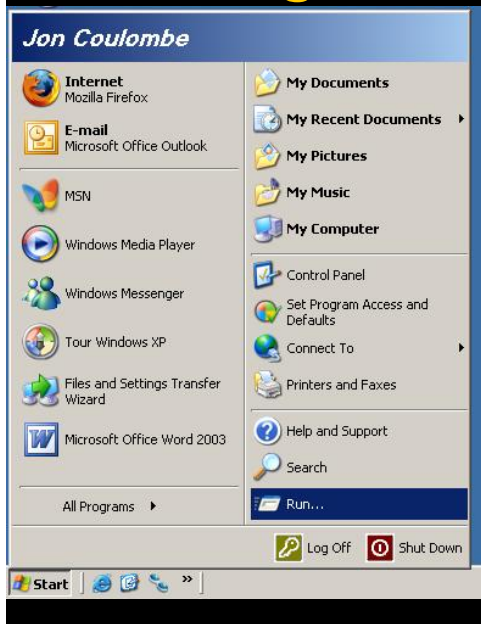 Jon Coulombe
Internet
Mozilla Firefox
E-mail
Microsoft Office Outlook
MSN
Windows Media Player
Windows Messenger
Tour Windows XP
Files and Settings Transfer
Wizard
Microsoft Office Word 2003
All Programs
My Documents
My Recent Documents
My Pictures
My Music
My Computer
Control Panel
Set Program Access and
Defaults
Connect To
Printers and Faxes
Help and Support
Search
Run...
Log Off
Shut Down
Start
»